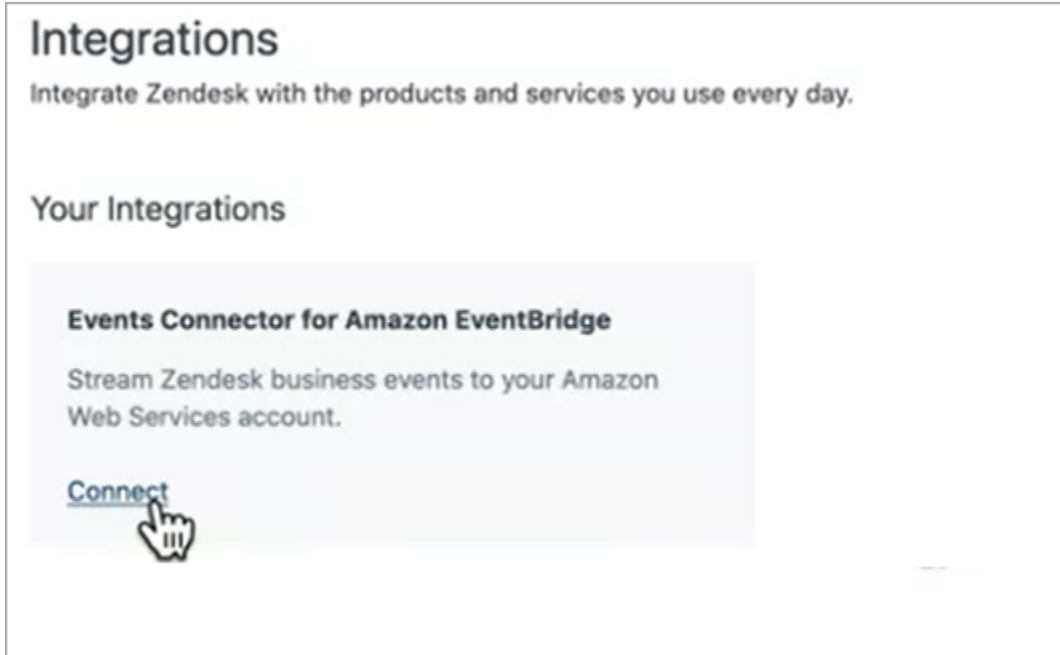 Integrations
Integrate Zendesk with the products and services you use every day.
Your Integrations
Events Connector for Amazon EventBridge
Stream Zendesk business events to your Amazon
Web Services account.
Connect